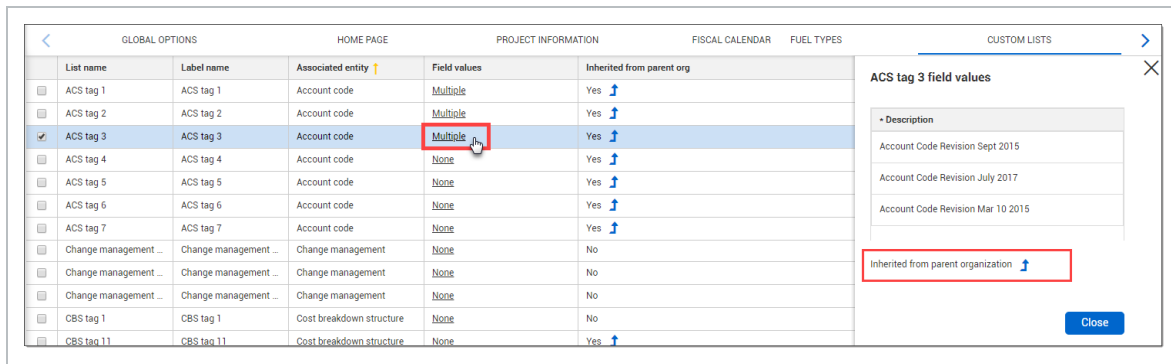 GLOBAL OPTIONS HOME PAGE PROJECT INFORMATION FISCAL CALENDAR FUEL TYPES CUSTOM LISTS
List name Label name Associated entity Field values Inherited from parent org
ACS tag 1 ACS tag 1 Account code Multiple Yes
ACS tag 2 ACS tag 2 Account code Multiple Yes
ACS tag 3 ACS tag 3 Account code Multiple Yes
ACS tag 4 ACS tag 4 Account code None Yes
ACS tag 5 ACS tag 5 Account code None Yes
ACS tag 6 ACS tag 6 Account code None Yes
ACS tag 7 ACS tag 7 Account code None Yes
Change management ... Change management ... Change management None No
Change management ... Change management ... Change management None No
Change management ... Change management ... Change management None No
CBS tag 1 CBS tag 1 Cost breakdown structure None No
CBS tag 11 CBS tag 11 Cost breakdown structure None Yes
ACS tag 3 field values
* Description
Account Code Revision Sept 2015
Account Code Revision July 2017
Account Code Revision Mar 10 2015
Inherited from parent organization
Close